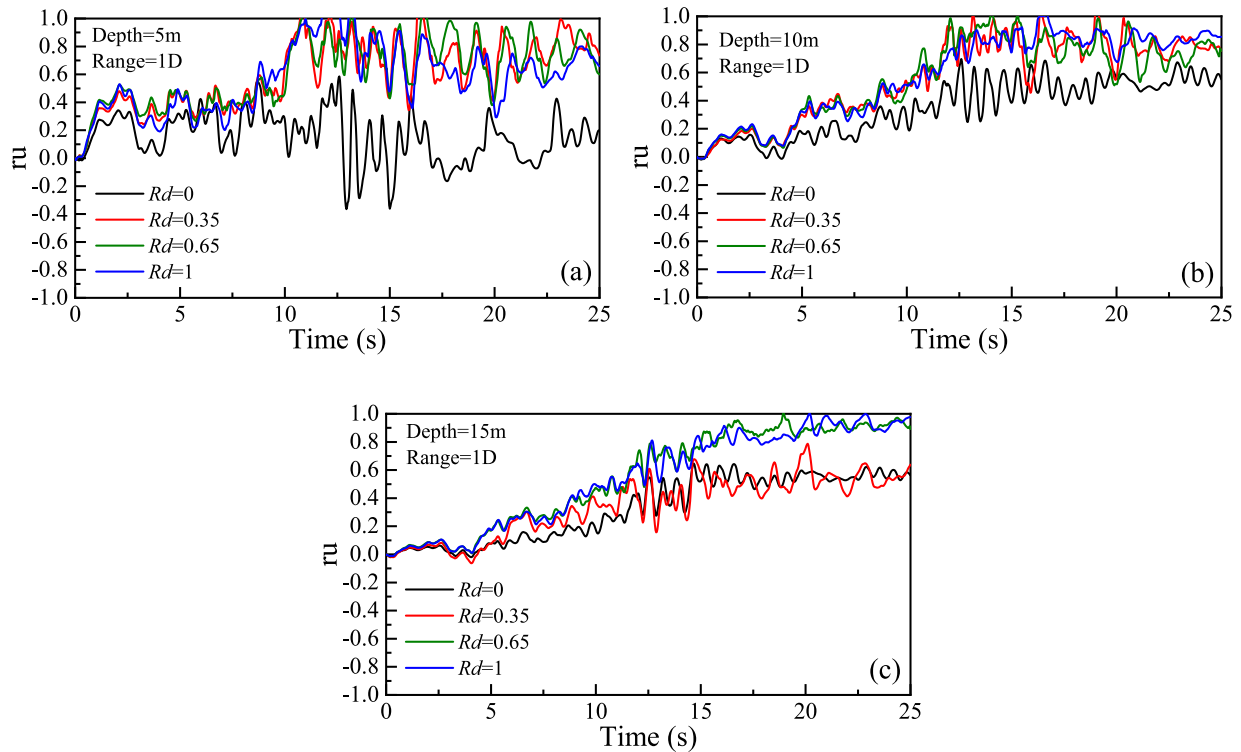 1.0
0.8
0.6
0.4
0.2
0.0
-0.2
-0.4
-0.6
-0.8
-1.0
ru
Depth=5m
Range=1D
Rd=0
Rd=0.35
Rd=0.65
Rd=1
(a)
0 5 10 15 20 25
Time (s)
1.0
0.8
0.6
0.4
0.2
0.0
-0.2
-0.4
-0.6
-0.8
-1.0
ru
Depth=10m
Range=1D
Rd=0
Rd=0.35
Rd=0.65
Rd=1
(b)
0 5 10 15 20 25
Time (s)
1.0
0.8
0.6
0.4
0.2
0.0
-0.2
-0.4
-0.6
-0.8
-1.0
ru
Depth=15m
Range=1D
Rd=0
Rd=0.35
Rd=0.65
Rd=1
(c)
0 5 10 15 20 25
Time (s)